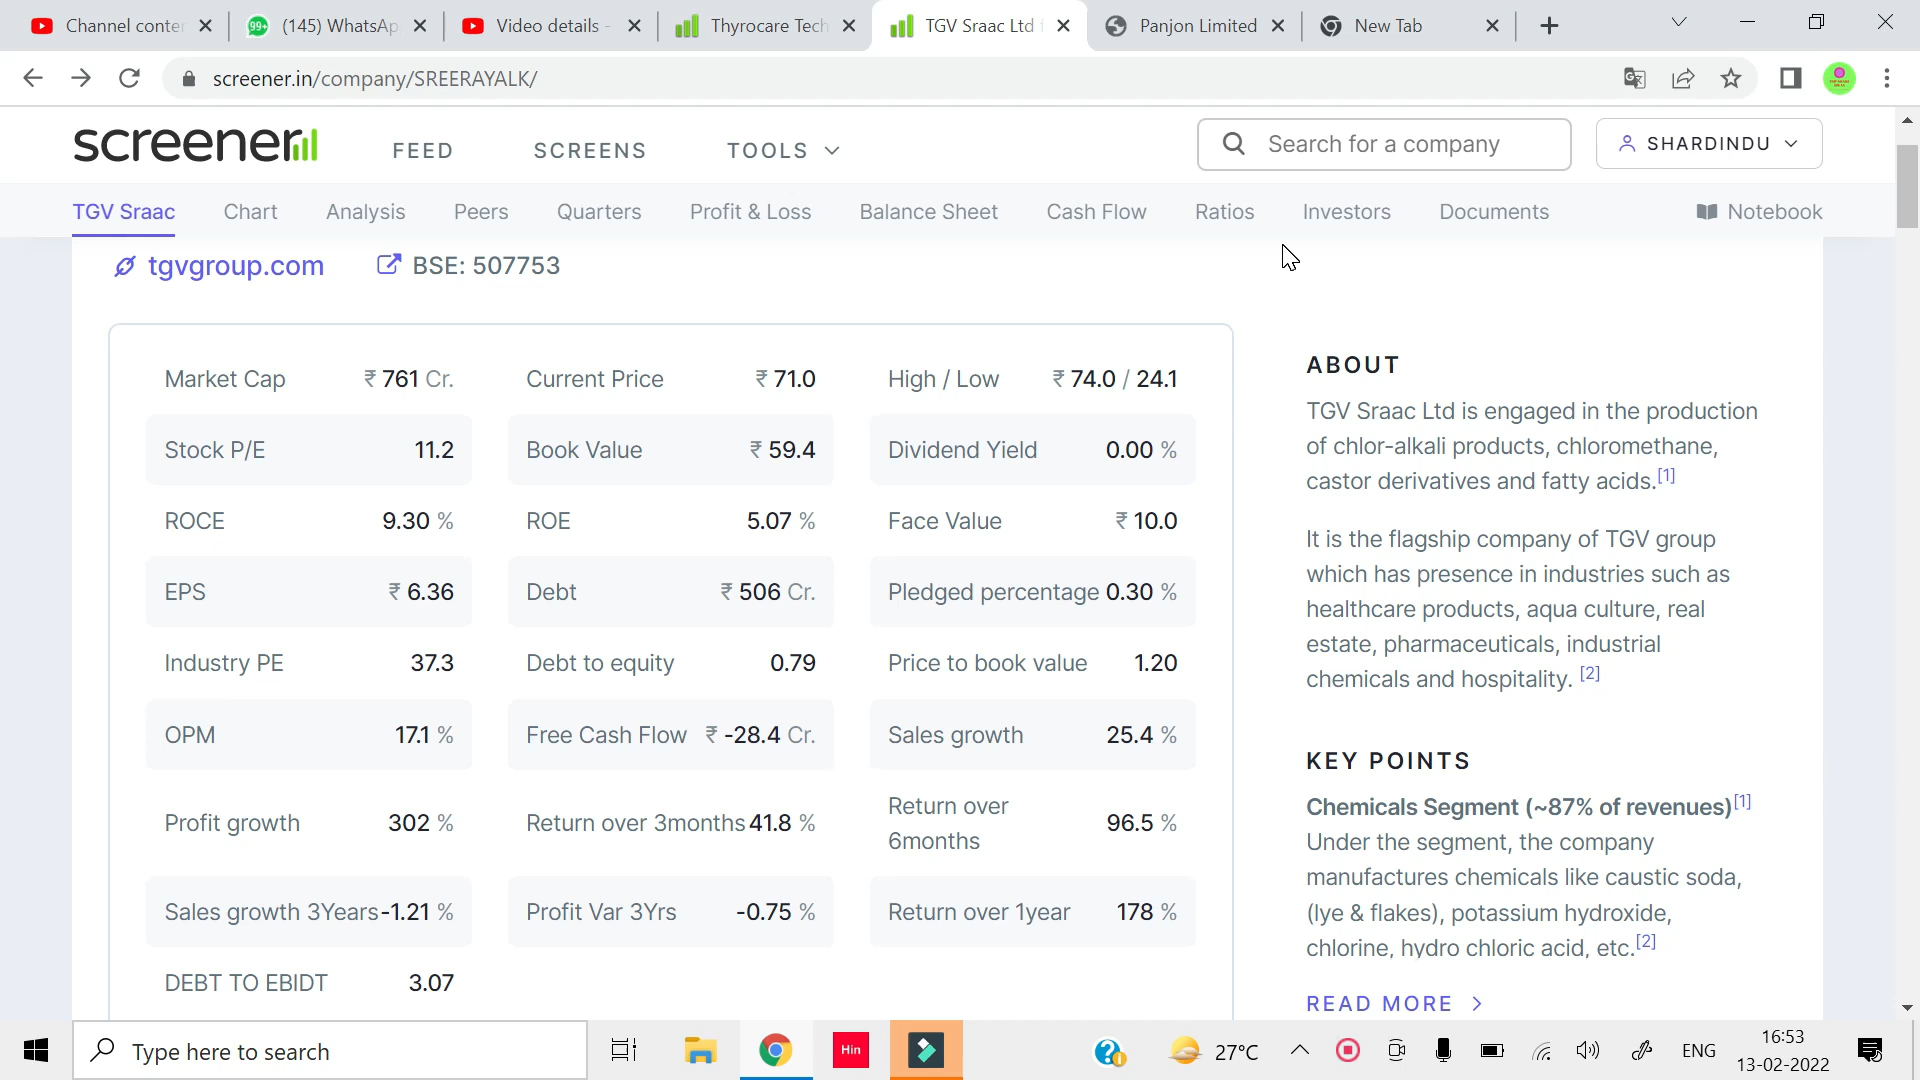 Channel conter
(145) WhatsAp
Video details -
Thyrocare Tech
TGV Sraac Ltd f
Panjon Limited
New Tab
screener.in/company/SREERAYALK/
screener
FEED
SCREENS
TOOLS
Search for a company
SHARDINDU
TGV Sraac
Chart
Analysis
Peers
Quarters
Profit & Loss
Balance Sheet
Cash Flow
Ratios
Investors
Documents
Notebook
tgvgroup.com
BSE: 507753
Market Cap ₹ 761 Cr.
Current Price ₹ 71.0
High / Low ₹ 74.0 / 24.1
Stock P/E 11.2
Book Value ₹ 59.4
Dividend Yield 0.00 %
ROCE 9.30 %
ROE 5.07 %
Face Value ₹ 10.0
EPS ₹ 6.36
Debt ₹ 506 Cr.
Pledged percentage 0.30 %
Industry PE 37.3
Debt to equity 0.79
Price to book value 1.20
OPM 17.1 %
Free Cash Flow ₹ -28.4 Cr.
Sales growth 25.4 %
Profit growth 302 %
Return over 3months 41.8 %
Return over
6months 96.5 %
Sales growth 3Years -1.21 %
Profit Var 3Yrs -0.75 %
Return over 1year 178 %
DEBT TO EBIDT 3.07
ABOUT
TGV Sraac Ltd is engaged in the production
of chlor-alkali products, chloromethane,
castor derivatives and fatty acids.[1]
It is the flagship company of TGV group
which has presence in industries such as
healthcare products, aqua culture, real
estate, pharmaceuticals, industrial
chemicals and hospitality. [2]
KEY POINTS
Chemicals Segment (~87% of revenues)[1]
Under the segment, the company
manufactures chemicals like caustic soda,
(lye & flakes), potassium hydroxide,
chlorine, hydro chloric acid, etc.[2]
READ MORE
Type here to search
Hin
27°C
ENG
16:53
13-02-2022